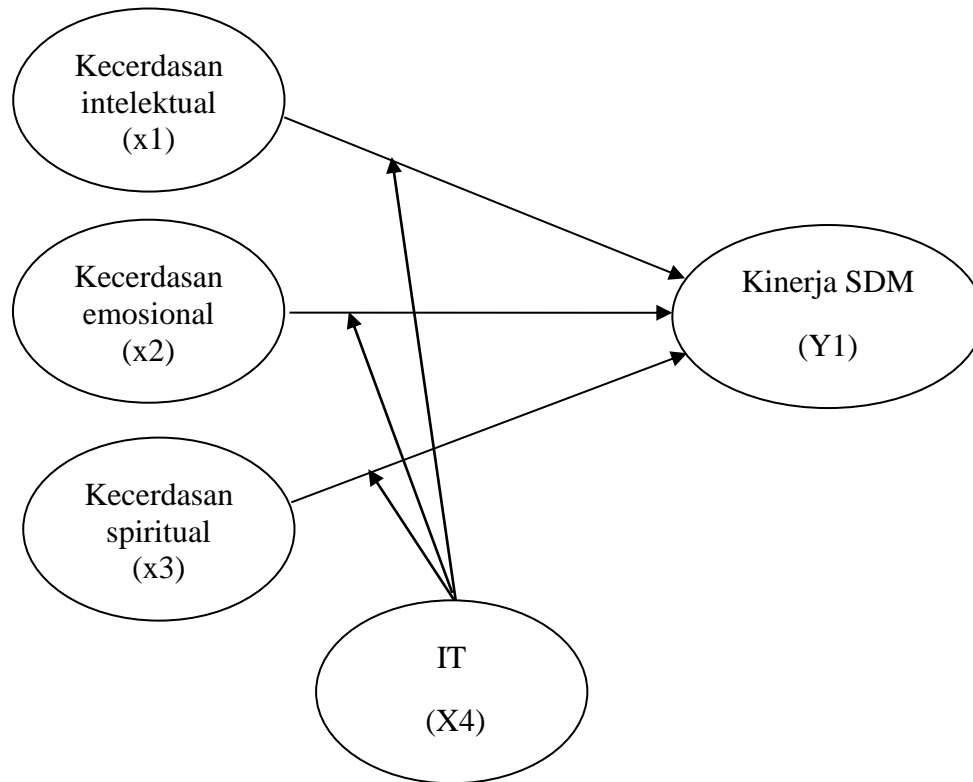 Kecerdasan
intelektual
(x1)
Kecerdasan
emosional
(x2)
Kinerja SDM
(Y1)
Kecerdasan
spiritual
(x3)
IT
(X4)